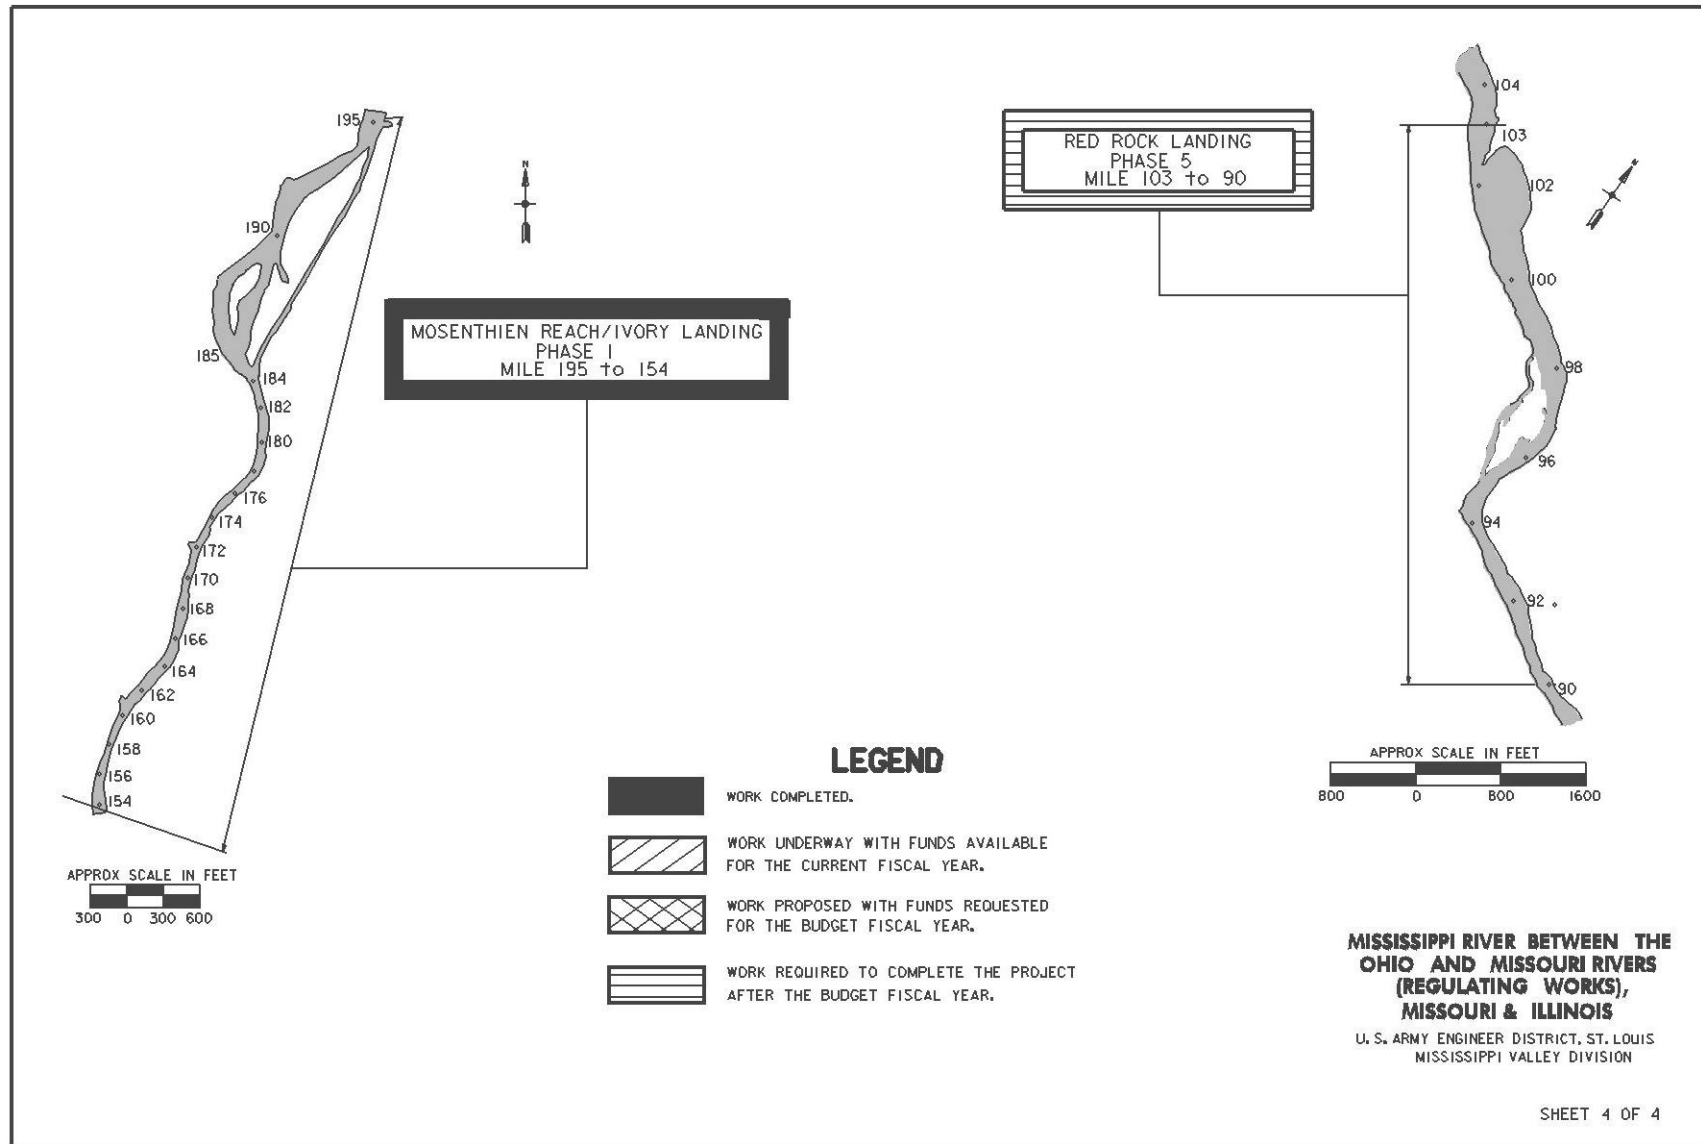 195
190
185
184
182
180
176
174
172
170
168
166
164
162
160
158
156
154
N
MOSENTHIEN REACH/IVORY LANDING
PHASE 1
MILE 195 to 154
APPROX SCALE IN FEET
300 0 300 600
RED ROCK LANDING
PHASE 5
MILE 103 to 90
104
103
102
100
98
96
94
92
90
APPROX SCALE IN FEET
800 0 800 1600
LEGEND
WORK COMPLETED.
WORK UNDERWAY WITH FUNDS AVAILABLE
FOR THE CURRENT FISCAL YEAR.
WORK PROPOSED WITH FUNDS REQUESTED
FOR THE BUDGET FISCAL YEAR.
WORK REQUIRED TO COMPLETE THE PROJECT
AFTER THE BUDGET FISCAL YEAR.
MISSISSIPPI RIVER BETWEEN THE
OHIO AND MISSOURI RIVERS
(REGULATING WORKS),
MISSOURI & ILLINOIS
U. S. ARMY ENGINEER DISTRICT, ST. LOUIS
MISSISSIPPI VALLEY DIVISION
SHEET 4 OF 4